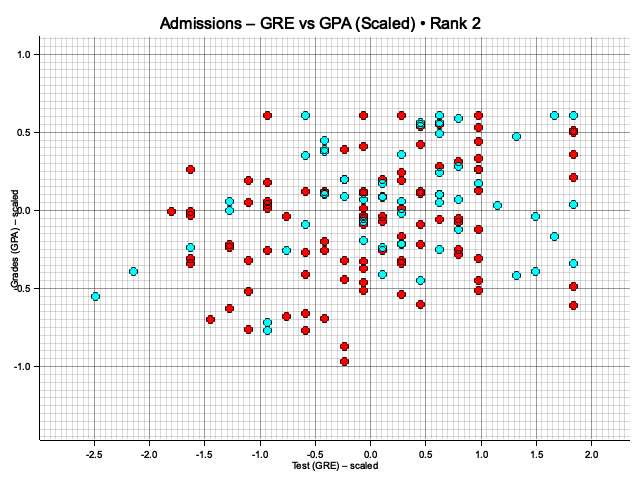 Admissions – GRE vs GPA (Scaled) • Rank 2
1.0
0.5
0.0
-0.5
-1.0
Grades (GPA) – scaled
-2.5 -2.0 -1.5 -1.0 -0.5 0.0 0.5 1.0 1.5 2.0
Test (GRE) – scaled